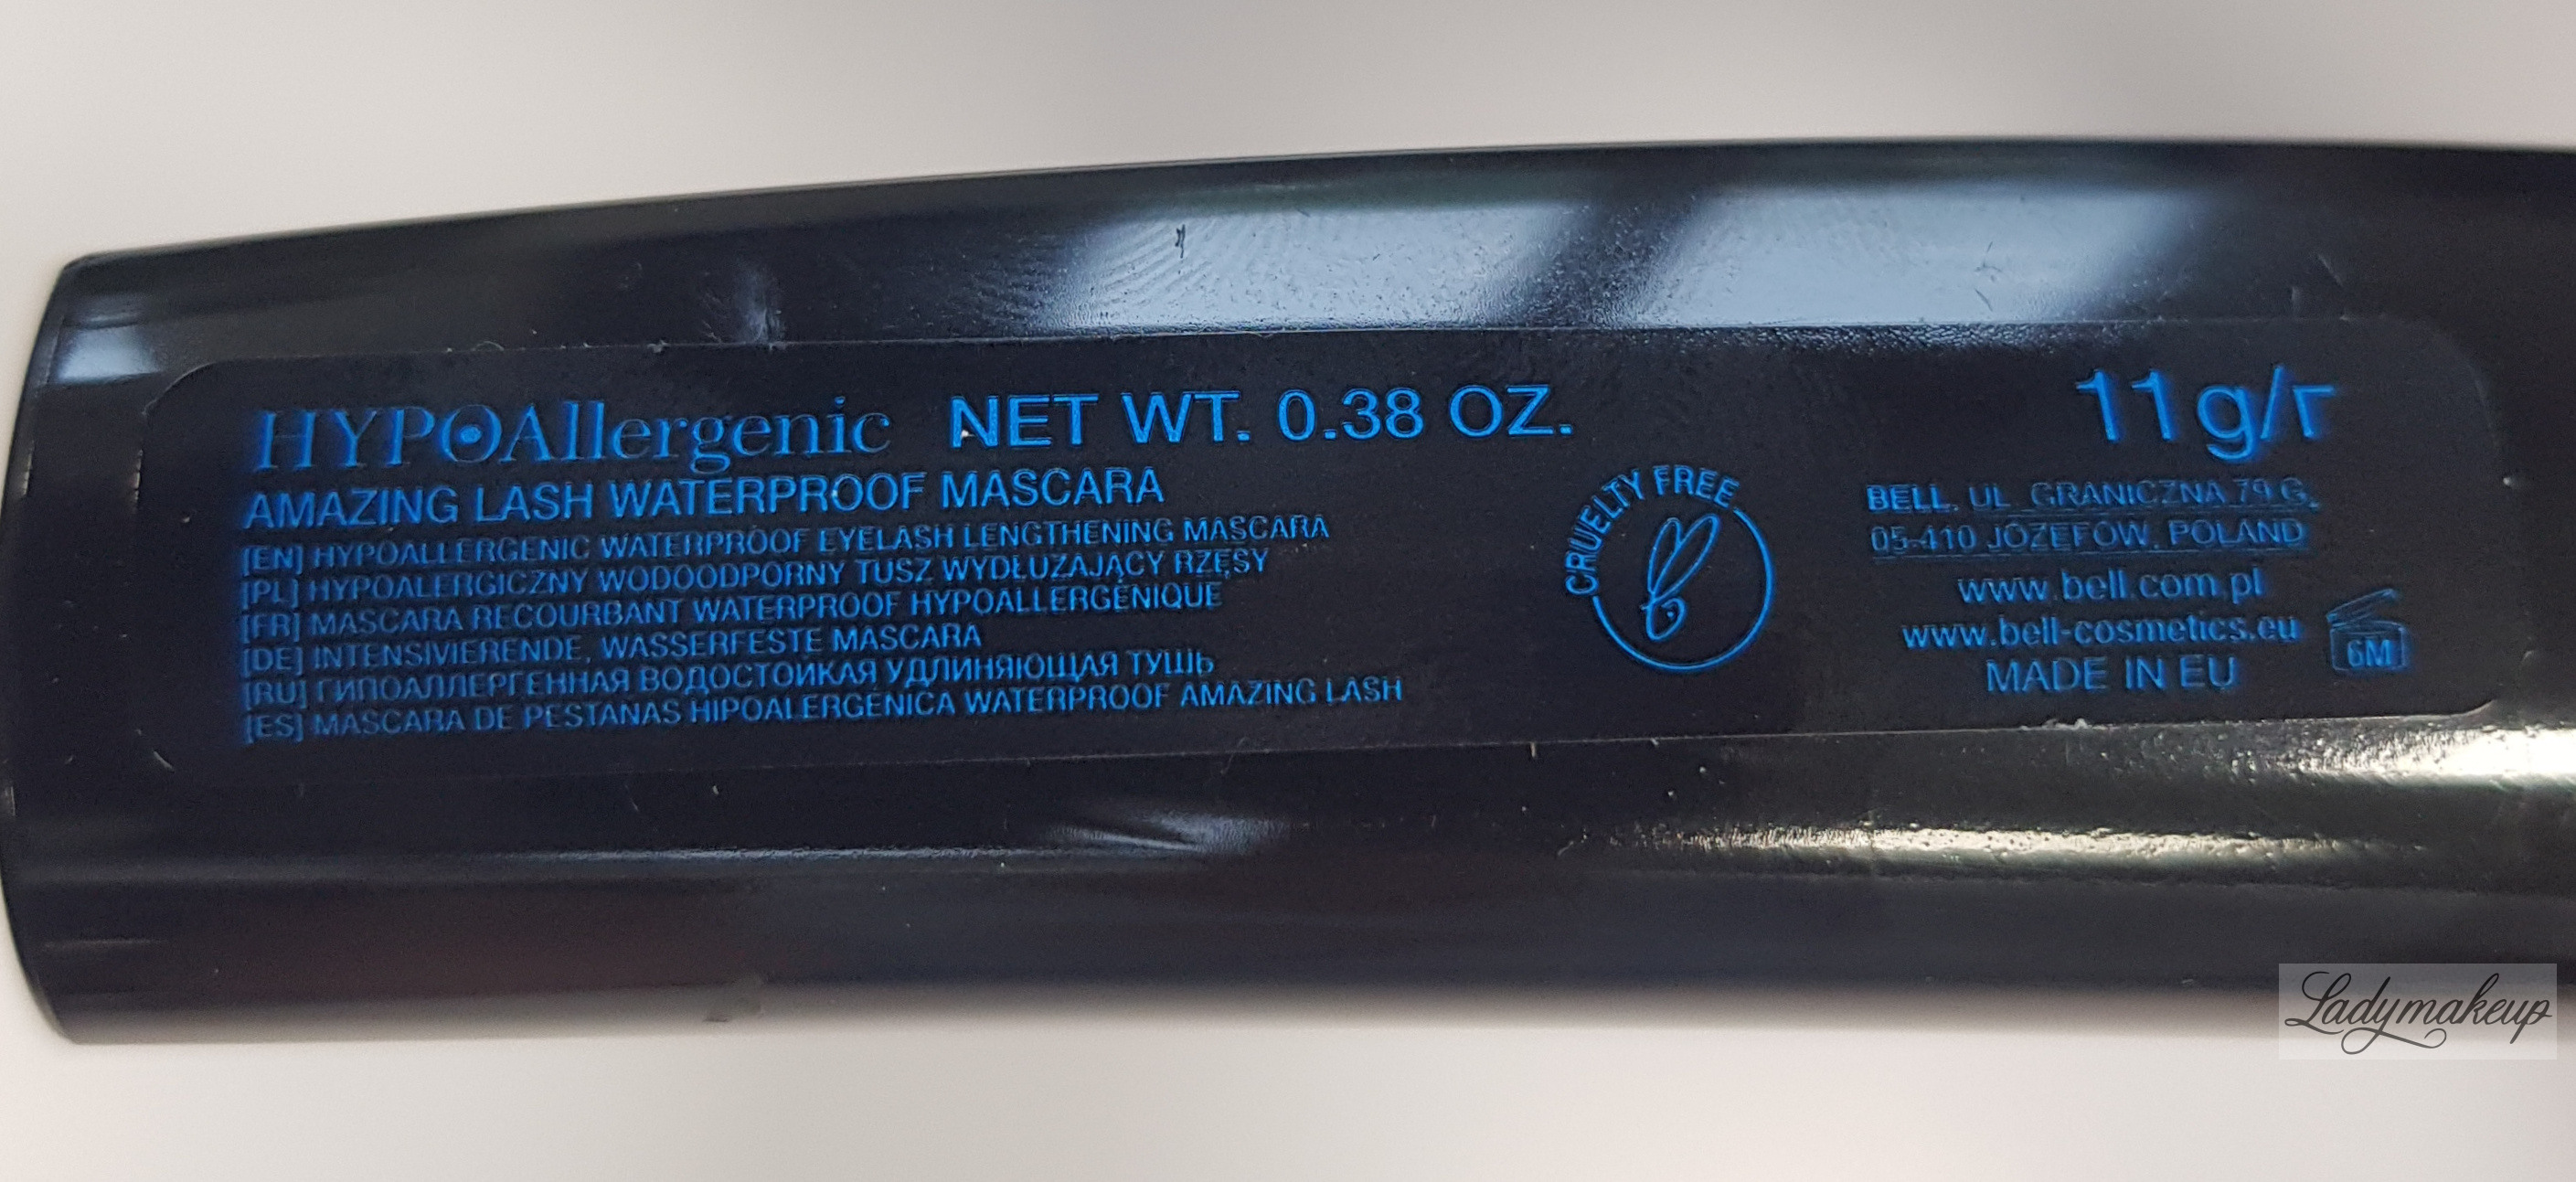 HYPOAllergenic NET WT. 0.38 OZ. 11g/г
AMAZING LASH WATERPROOF MASCARA
[EN] HYPOALLERGENIC WATERPROOF EYELASH LENGTHENING MASCARA
[PL] HYPOALERGICZNY WODOODPORNY TUSZ WYDŁUŻAJĄCY RZĘSY
[FR] MASCARA RECOURBANT WATERPROOF HYPOALLERGÉNIQUE
[DE] INTENSIVIERENDE, WASSERFESTE MASCARA
[RU] ГИПОАЛЛЕРГЕННАЯ ВОДОСТОЙКАЯ УДЛИНЯЮЩАЯ ТУШЬ
[ES] MASCARA DE PESTANAS HIPOALERGÉNICA WATERPROOF AMAZING LASH
CRUELTY FREE
BELL, UL. GRANICZNA 79 G,
05-410 JÓZEFÓW, POLAND
www.bell.com.pl
www.bell-cosmetics.eu
MADE IN EU
6M
Ladymakeup